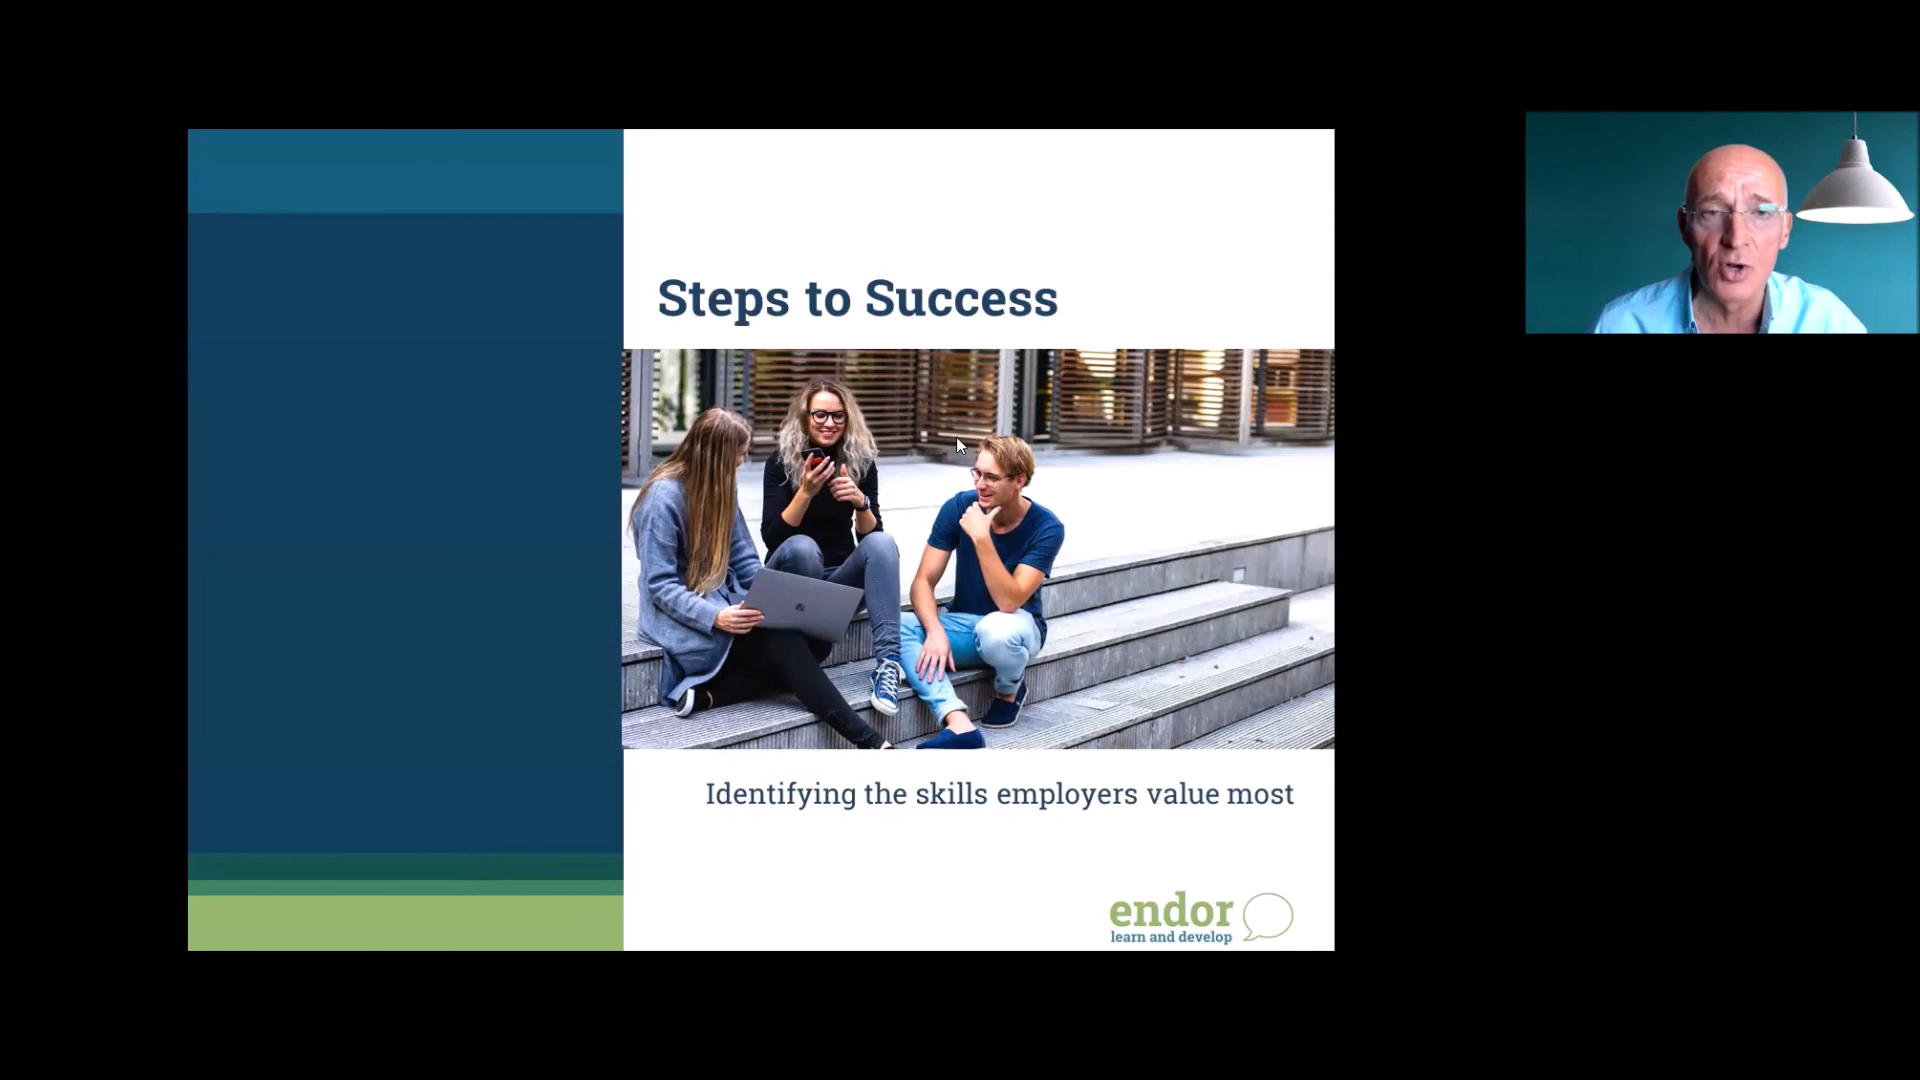 Steps to Success
Identifying the skills employers value most
endor
learn and develop